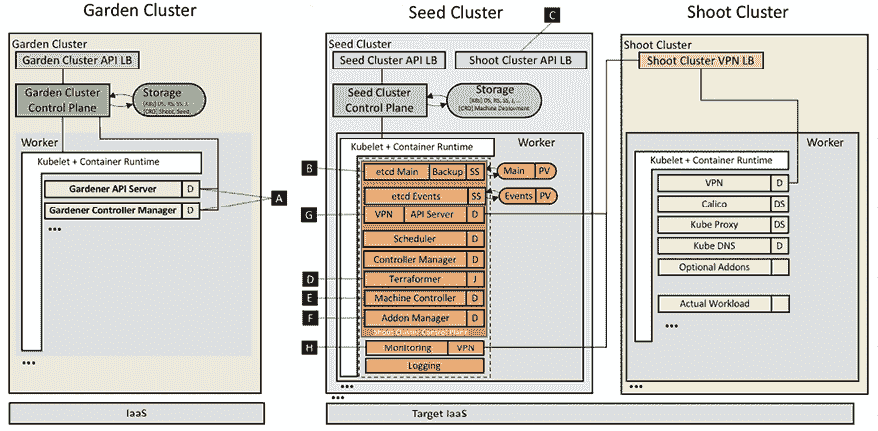 Garden Cluster
Seed Cluster
Shoot Cluster
Garden Cluster
Garden Cluster API LB
Garden Cluster
Control Plane
Storage
[K8s] DS, RS, SS, J, ...
[CRD] Shoot, Seed
Worker
Kubelet + Container Runtime
Gardener API Server D
Gardener Controller Manager D
A
•••
•••
IaaS
C
Seed Cluster
Seed Cluster API LB
Shoot Cluster API LB
Seed Cluster
Control Plane
Storage
[K8s] DS, RS, SS, J, ...
[CRD] Machine Deployment
Worker
Kubelet + Container Runtime
B
etcd Main Backup SS
Main PV
etcd Events SS
Events PV
G
VPN API Server D
Scheduler D
Controller Manager D
D
Terraformer J
E
Machine Controller D
F
Addon Manager D
Shoot Cluster Control Plane
H
Monitoring VPN
Logging
•••
•••
Target IaaS
Shoot Cluster
Shoot Cluster VPN LB
Worker
Kubelet + Container Runtime
VPN D
Calico DS
Kube Proxy DS
Kube DNS D
Optional Addons
Actual Workload
•••
•••
•••